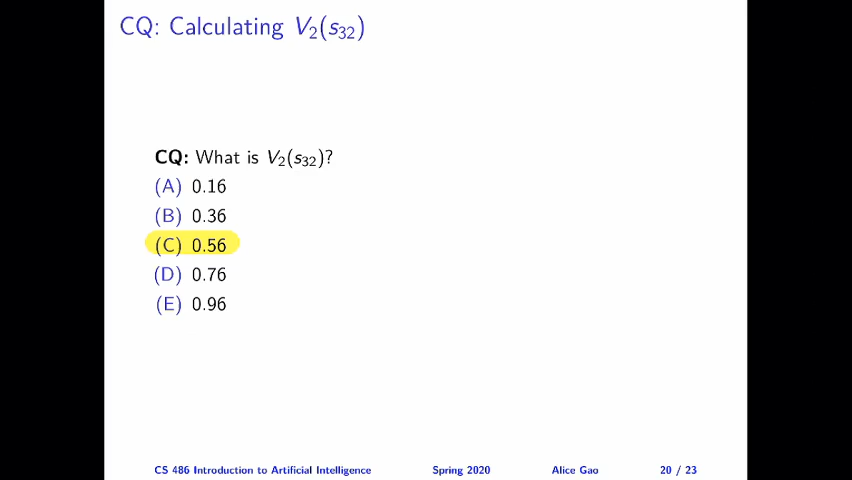 CQ: Calculating V₂(s₃₂)
CQ: What is V₂(s₃₂)?
(A) 0.16
(B) 0.36
(C) 0.56
(D) 0.76
(E) 0.96
CS 486 Introduction to Artificial Intelligence Spring 2020 Alice Gao 20 / 23